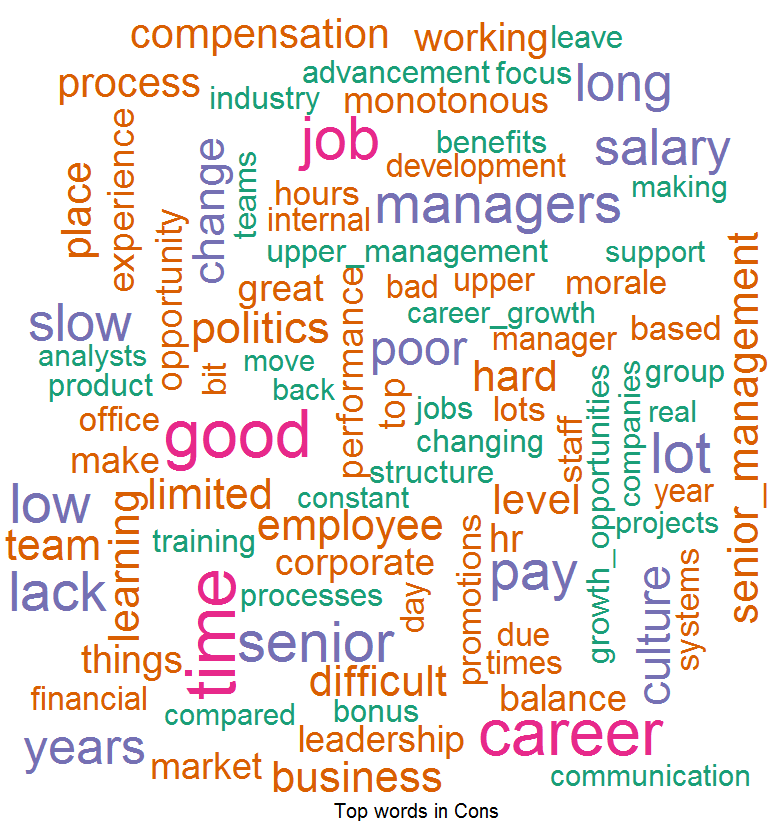 compensation
working
leave
process
advancement
focus
long
industry
monotonous
job
benefits
salary
place
experience
change
teams
development
making
hours
managers
internal
opportunity
upper_management
support
senior_management
great
performance
bad
upper
morale
slow
politics
career_growth
manager
based
analysts
bit
move
poor
product
back
top
hard
growth_opportunities
companies
group
office
good
jobs
lots
staff
real
make
changing
lot
structure
low
learning
limited
constant
level
year
team
training
employee
hr
projects
corporate
promotions
pay
culture
systems
lack
time
processes
day
things
senior
due
times
difficult
financial
compared
bonus
balance
years
market
leadership
career
business
communication
Top words in Cons